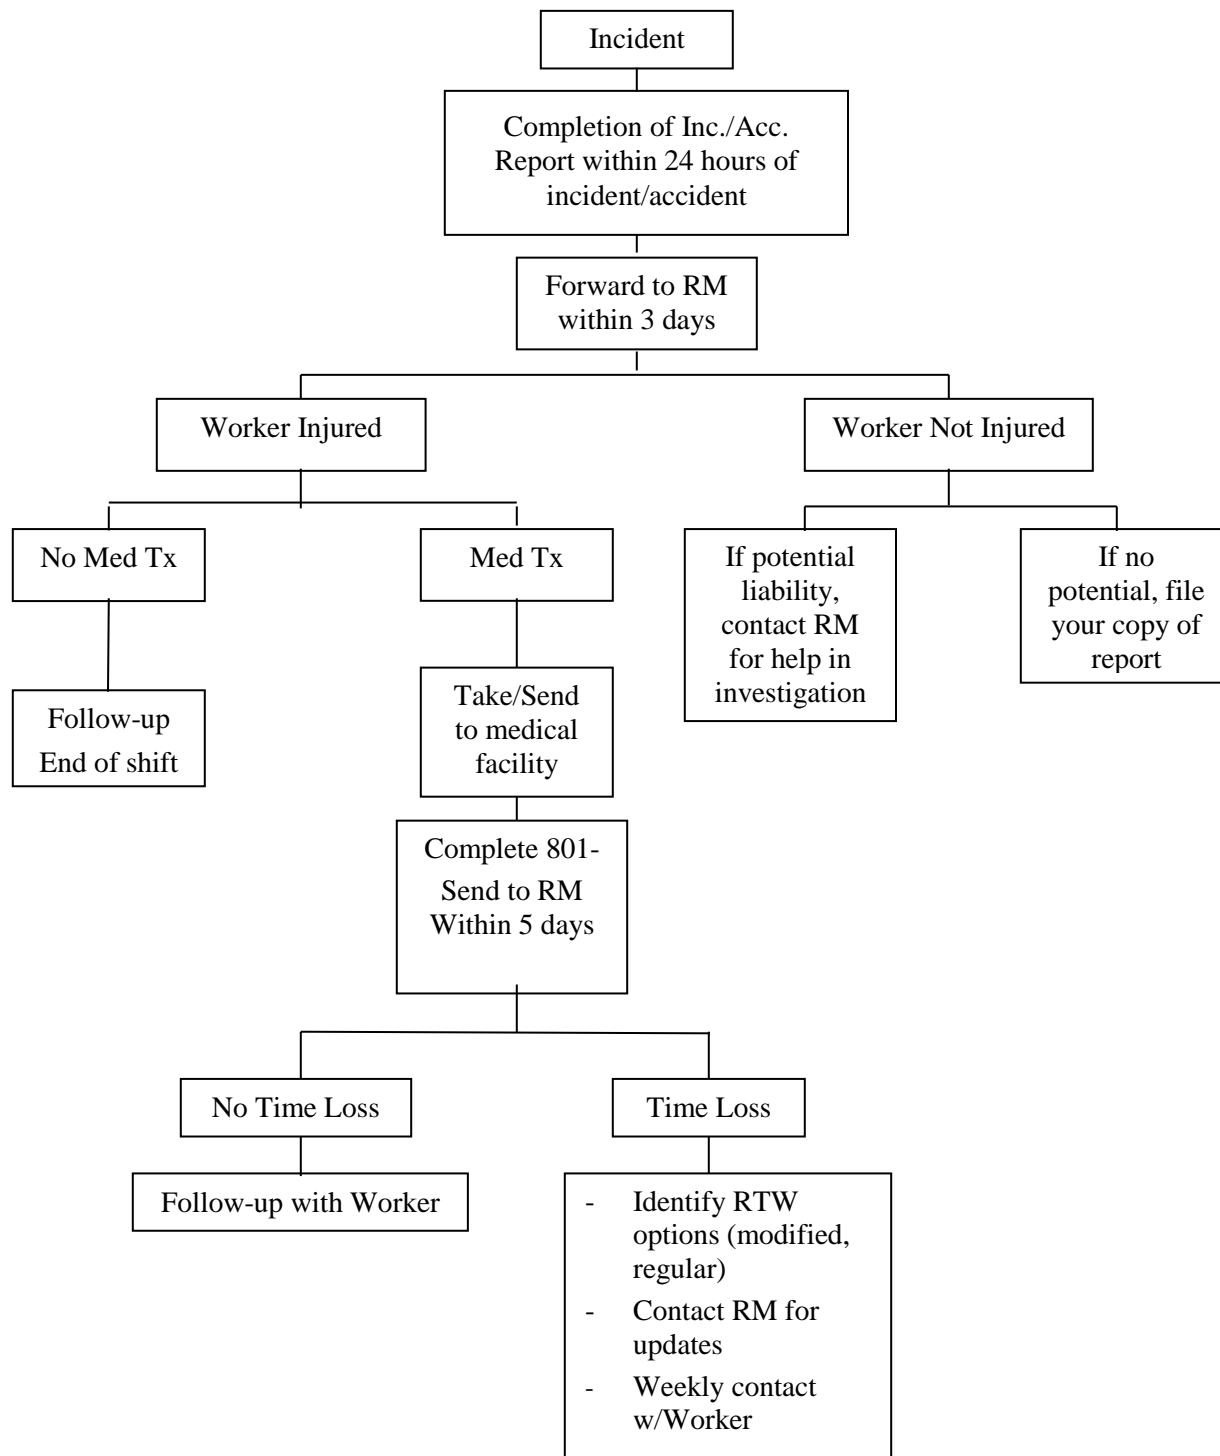 Incident
Completion of Inc./Acc.
Report within 24 hours of
incident/accident
Forward to RM
within 3 days
Worker Injured
Worker Not Injured
No Med Tx
Med Tx
If potential
liability,
contact RM
for help in
investigation
If no
potential, file
your copy of
report
Follow-up
End of shift
Take/Send
to medical
facility
Complete 801-
Send to RM
Within 5 days
No Time Loss
Time Loss
Follow-up with Worker
- Identify RTW
options (modified,
regular)
- Contact RM for
updates
- Weekly contact
w/Worker